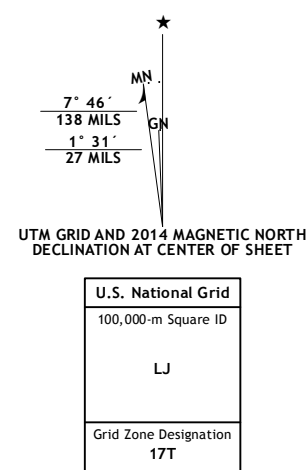 ★
MN
7° 46´
138 MILS
GN
1° 31´
27 MILS
UTM GRID AND 2014 MAGNETIC NORTH
DECLINATION AT CENTER OF SHEET
U.S. National Grid
100,000-m Square ID
LJ
Grid Zone Designation
17T